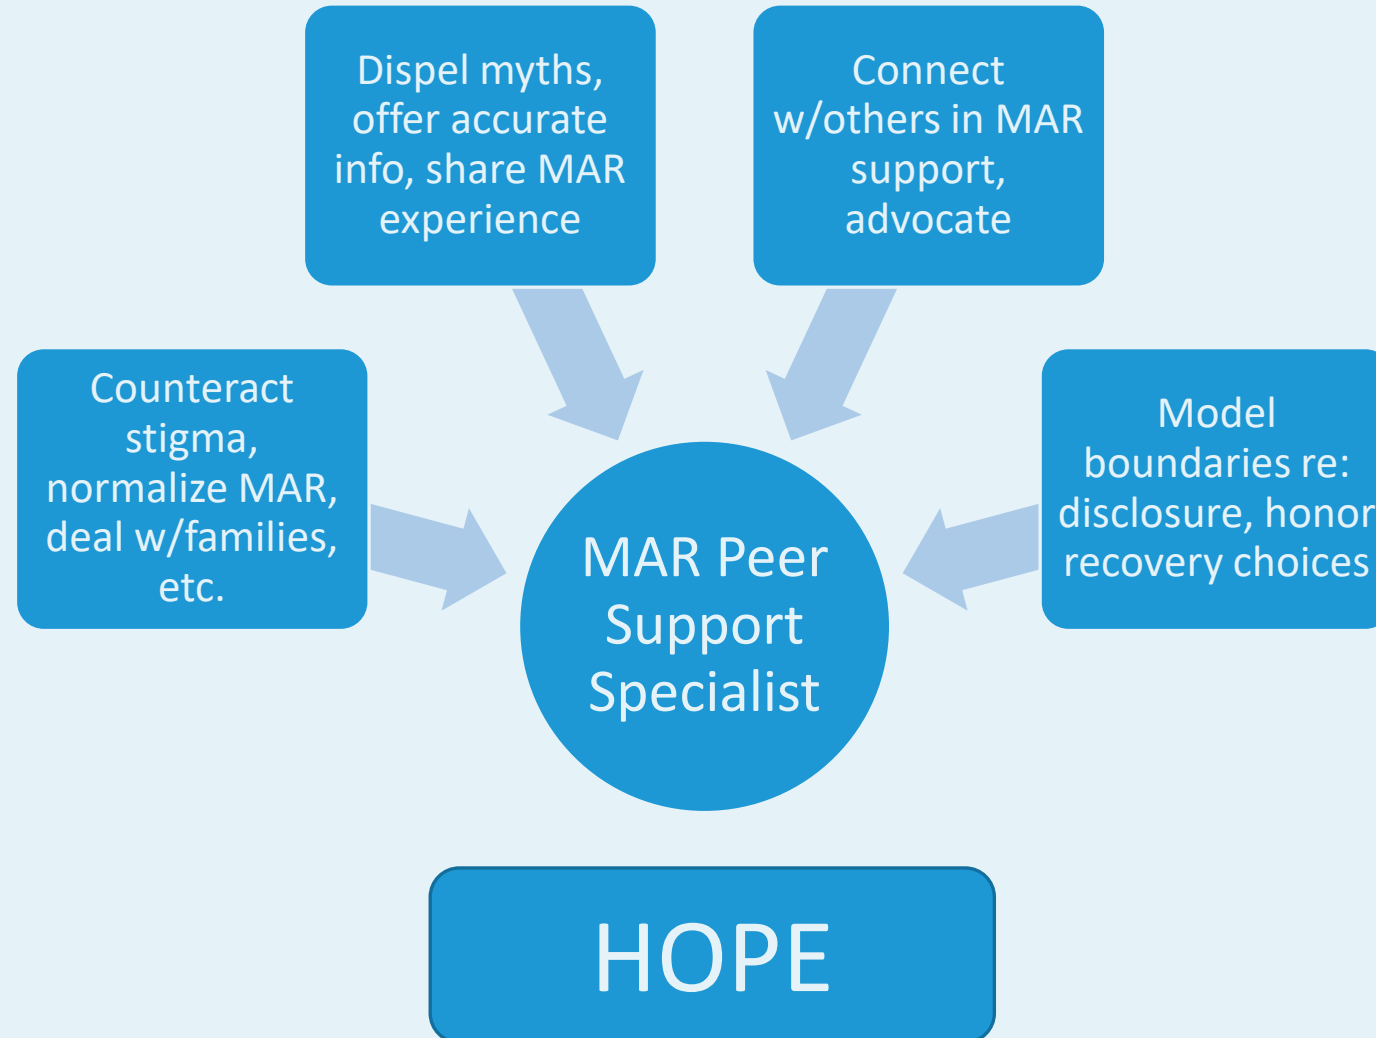 Dispel myths,
offer accurate
info, share MAR
experience
Connect
w/others in MAR
support,
advocate
Counteract
stigma,
normalize MAR,
deal w/families,
etc.
Model
boundaries re:
disclosure, honor
recovery choices
MAR Peer
Support
Specialist
HOPE